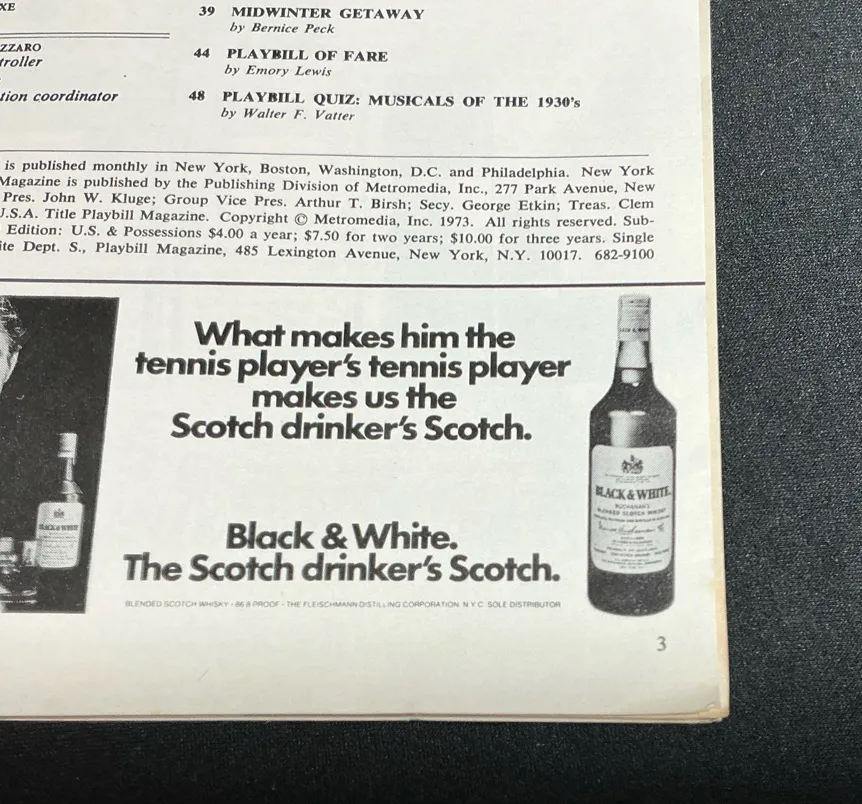 XE
ZZARO
troller
tion coordinator
39 MIDWINTER GETAWAY
by Bernice Peck
44 PLAYBILL OF FARE
by Emory Lewis
48 PLAYBILL QUIZ: MUSICALS OF THE 1930's
by Walter F. Vatter
is published monthly in New York, Boston, Washington, D.C. and Philadelphia. New York
Magazine is published by the Publishing Division of Metromedia, Inc., 277 Park Avenue, New
Pres. John W. Kluge; Group Vice Pres. Arthur T. Birsh; Secy. George Etkin; Treas. Clem
J.S.A. Title Playbill Magazine. Copyright © Metromedia, Inc. 1973. All rights reserved. Sub-
Edition: U.S. & Possessions $4.00 a year; $7.50 for two years; $10.00 for three years. Single
ite Dept. S., Playbill Magazine, 485 Lexington Avenue, New York, N.Y. 10017. 682-9100
What makes him the
tennis player's tennis player
makes us the
Scotch drinker's Scotch.
Black & White.
The Scotch drinker's Scotch.
BLENDED SCOTCH WHISKY • 86.8 PROOF • THE FLEISCHMANN DISTILLING CORPORATION N Y C SOLE DISTRIBUTOR
BLACK & WHITE
BLACK & WHITE
BUCHANAN'S
BLENDED SCOTCH WHISKY
3